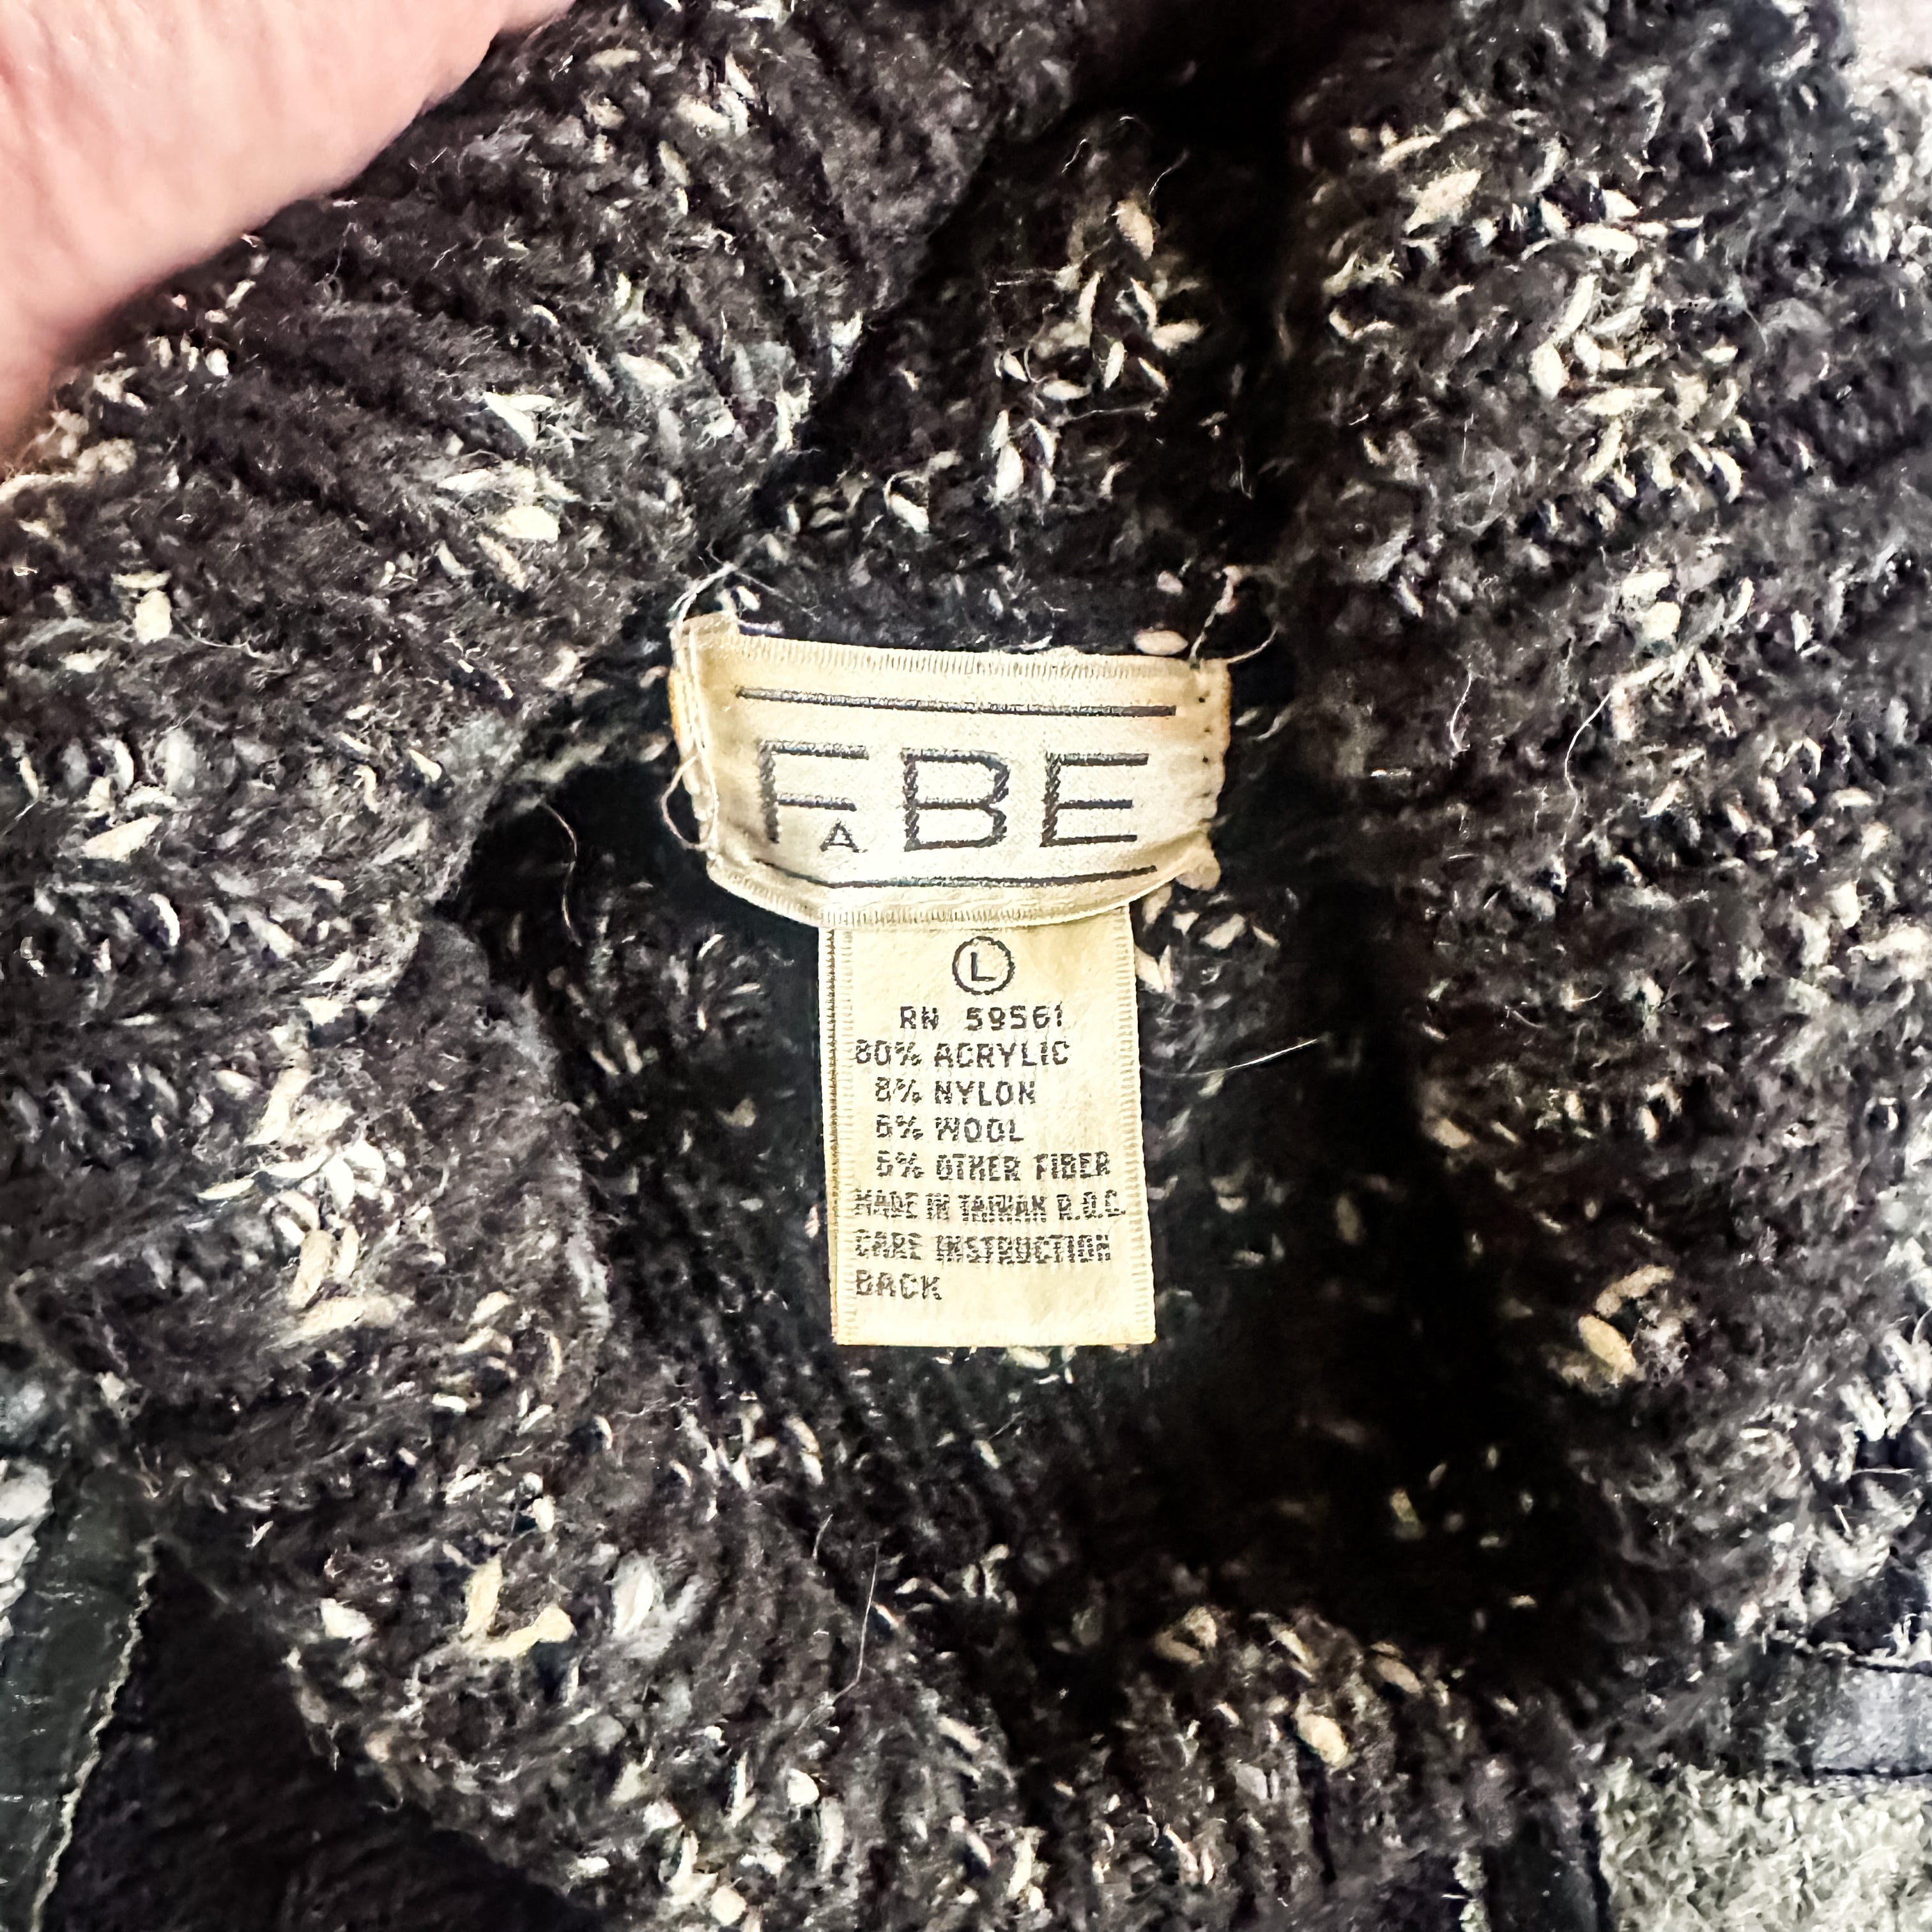 FABE
L
RN 59561
80% ACRYLIC
8% NYLON
6% WOOL
6% OTHER FIBER
MADE IN TAIWAN R.O.C.
CARE INSTRUCTION
BACK